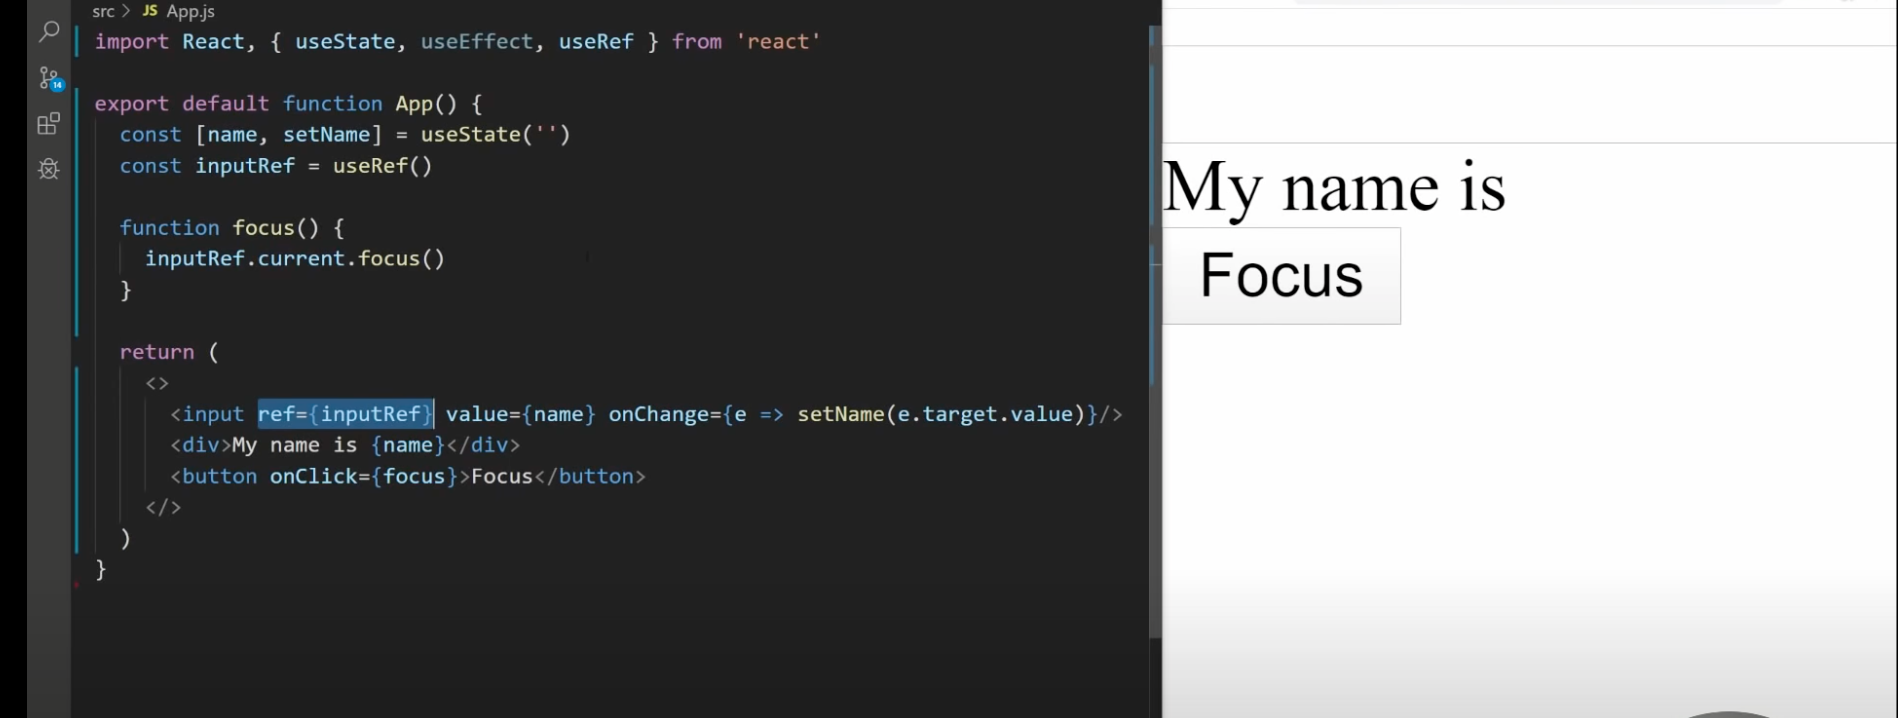 src > JS App.js
import React, { useState, useEffect, useRef } from 'react'
export default function App() {
const [name, setName] = useState('')
const inputRef = useRef()
function focus() {
inputRef.current.focus()
}
return (
<>
<input ref={inputRef} value={name} onChange={e => setName(e.target.value)}/>
<div>My name is {name}</div>
<button onClick={focus}>Focus</button>
</>
)
}
14
My name is
Focus